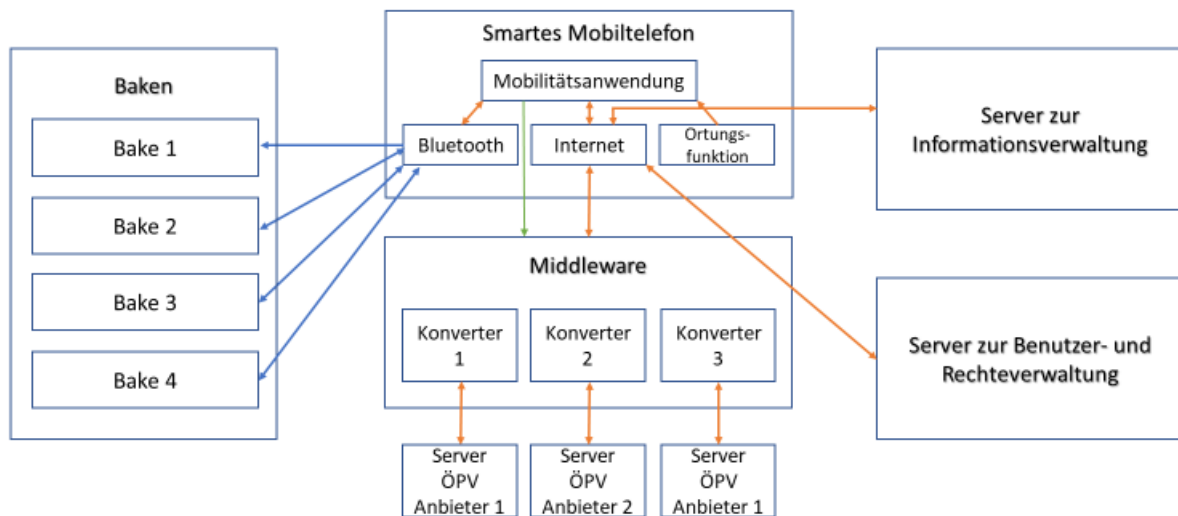 Baken
Bake 1
Bake 2
Bake 3
Bake 4
Smartes Mobiltelefon
Mobilitätsanwendung
Bluetooth
Internet
Ortungs-
funktion
Middleware
Konverter
1
Konverter
2
Konverter
3
Server
ÖPV
Anbieter 1
Server
ÖPV
Anbieter 2
Server
ÖPV
Anbieter 1
Server zur
Informationsverwaltung
Server zur Benutzer- und
Rechteverwaltung